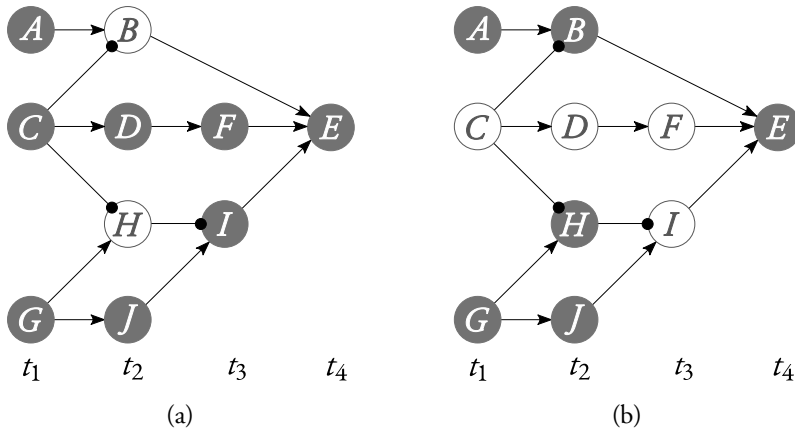 A B A B
C D F E C D F E
H I H I
G J G J
t1 t2 t3 t4 t1 t2 t3 t4
(a) (b)